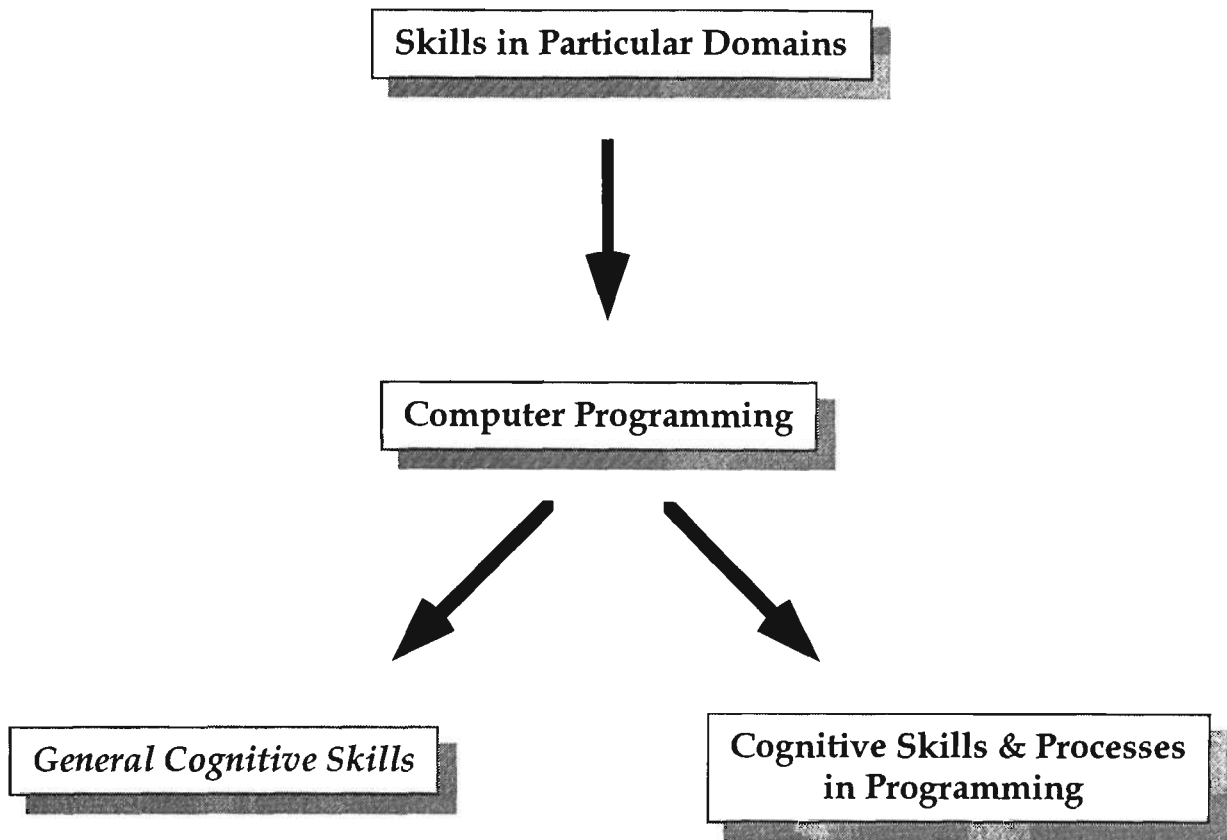 Skills in Particular Domains
Computer Programming
General Cognitive Skills
Cognitive Skills & Processes
in Programming